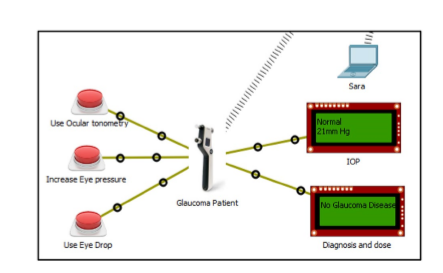 Sara
Use Ocular tonometry
Normal
21mm Hg
IOP
Increase Eye pressure
Glaucoma Patient
No Glaucoma Disease
Use Eye Drop
Diagnosis and dose